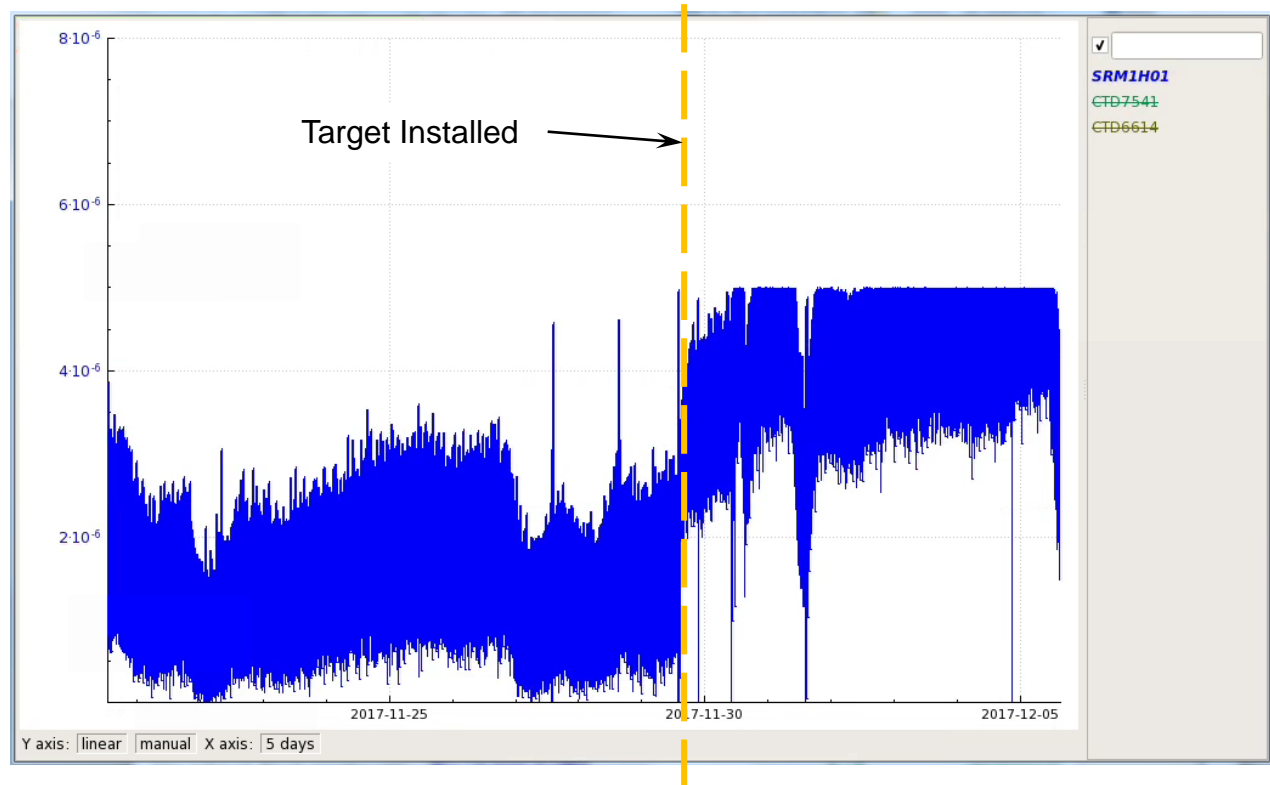 8·10⁻⁶
6·10⁻⁶
4·10⁻⁶
2·10⁻⁶
Target Installed
2017-11-25
2017-11-30
2017-12-05
Y axis: linear manual X axis: 5 days
✔
SRM1H01
CTD7541
CTD6614